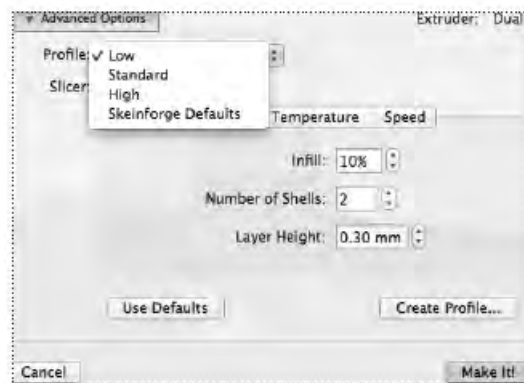 ▼ Advanced Options Extruder: Dual
Profile: ✓ Low
Standard
Slicer:
High
Skeinforge Defaults
Temperature Speed
Infill: 10%
Number of Shells: 2
Layer Height: 0.30 mm
Use Defaults Create Profile...
Cancel Make It!